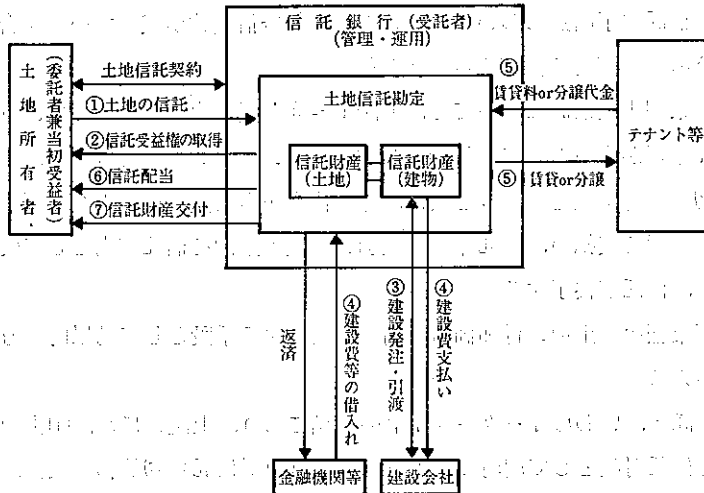 信託銀行(受託者)
(管理・運用)
土地所有者
(委託者兼当初受益者)
土地信託契約
①土地の信託
②信託受益権の取得
⑥信託配当
⑦信託財産交付
土地信託勘定
信託財産
(土地)
信託財産
(建物)
⑤
賃貸料or分譲代金
⑤ 賃貸or分譲
テナント等
返済
④建設費等の借入れ
③建設発注・引渡
④建設費支払い
金融機関等
建設会社